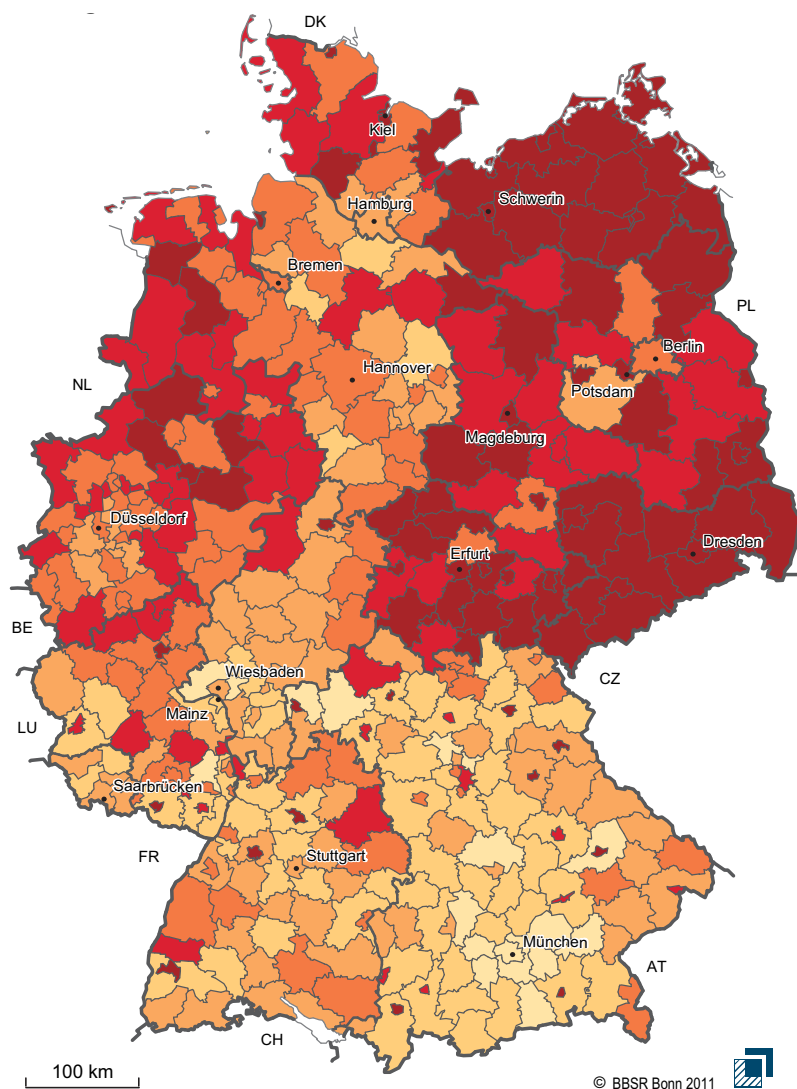 DK
Kiel
Hamburg
Schwerin
Bremen
PL
Berlin
Hannover
NL
Potsdam
Magdeburg
Düsseldorf
Dresden
Erfurt
BE
Wiesbaden
CZ
Mainz
LU
Saarbrücken
FR
Stuttgart
München
AT
CH
100 km
© BBSR Bonn 2011